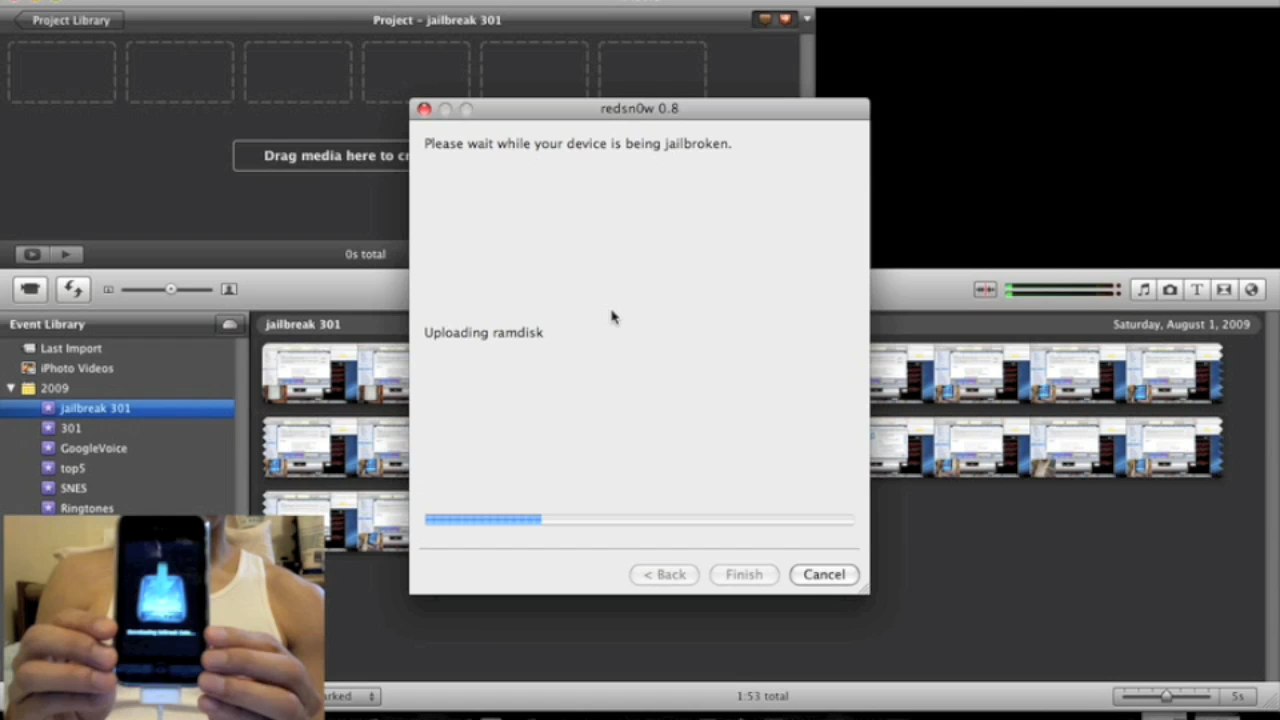 Project Library
Project – jailbreak 301
redsn0w 0.8
Please wait while your device is being jailbroken.
Drag media here to cr
0s total
Uploading ramdisk
Event Library
jailbreak 301
Saturday, August 1, 2009
Last Import
iPhoto Videos
2009
jailbreak 301
301
GoogleVoice
top5
SNES
Ringtones
< Back
Finish
Cancel
rked
1:53 total
5s